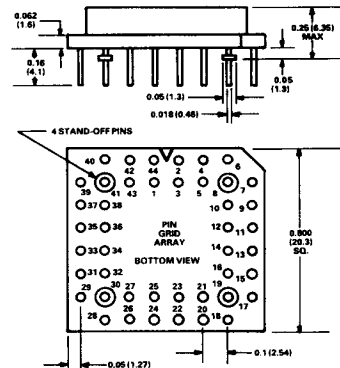 0.062
(1.6)
0.25 (6.35)
MAX
0.16
(4.1)
0.05
(1.3)
0.05 (1.3)
0.018 (0.46)
4 STAND-OFF PINS
40 42 44 2 4 6
39 41 43 1 3 5 8 7
37 38 10 9
35 36 12 11
33 34 14 13
31 32 16 15
29 30 27 25 23 21 19 17
28 26 24 22 20 18
PIN
GRID
ARRAY
BOTTOM VIEW
0.800
(20.3)
SQ.
0.05 (1.27)
0.1 (2.54)